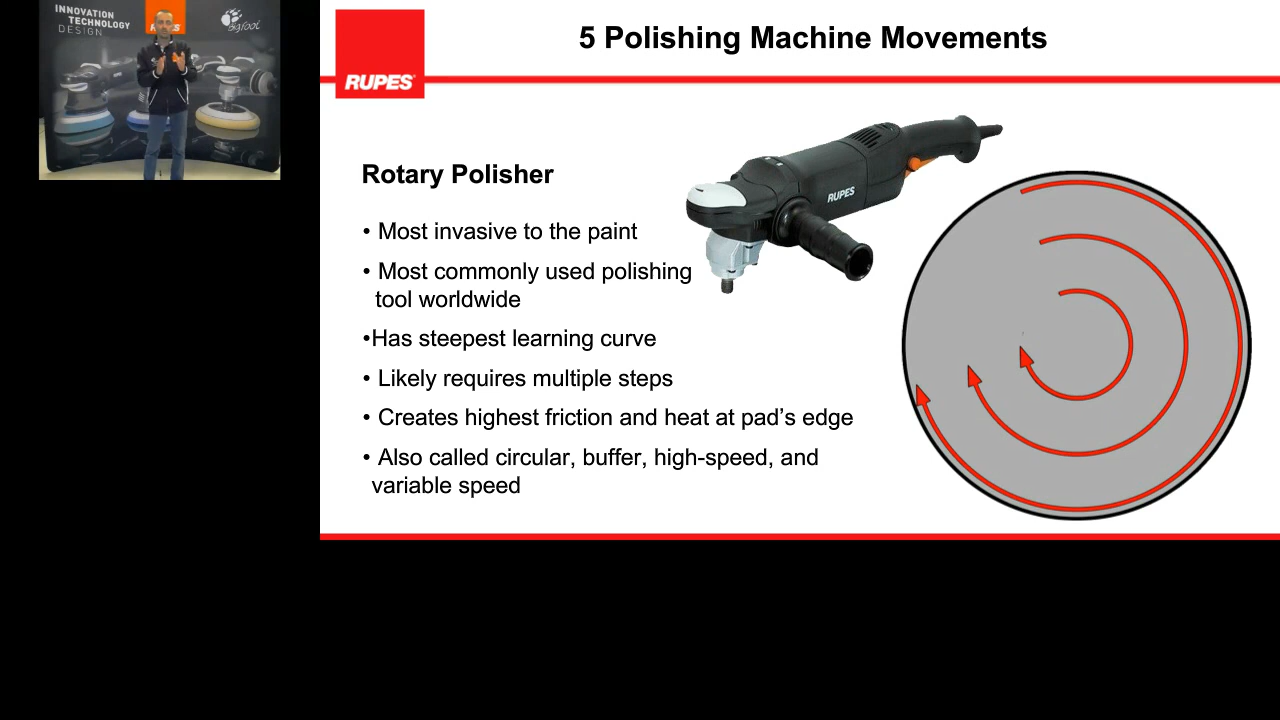 INNOVATION
TECHNOLOGY
DESIGN
RUPES
bigfoot
RUPES
5 Polishing Machine Movements
RUPES
Rotary Polisher
• Most invasive to the paint
• Most commonly used polishing
tool worldwide
•Has steepest learning curve
• Likely requires multiple steps
• Creates highest friction and heat at pad's edge
• Also called circular, buffer, high-speed, and
variable speed